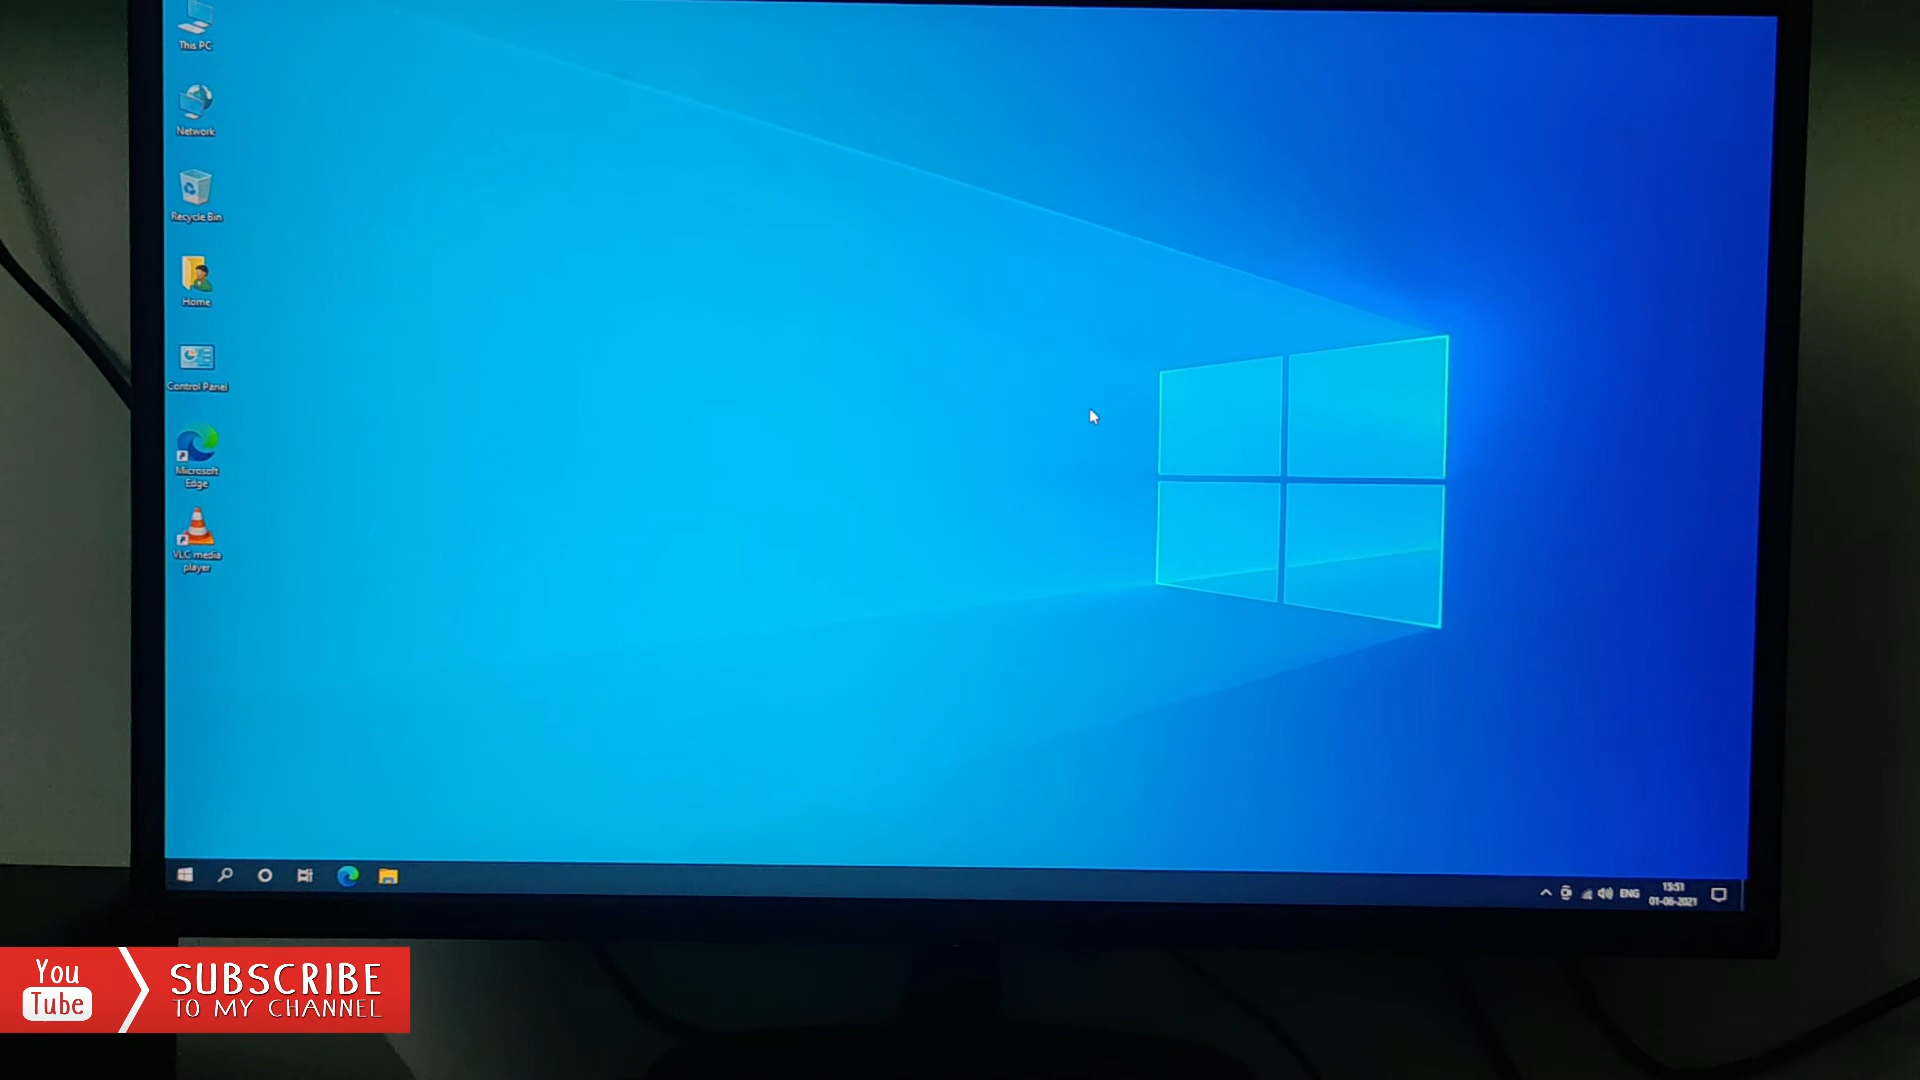 This PC
Network
Recycle Bin
Home
Control Panel
Microsoft
Edge
VLC media
player
ENG
15:51
01-06-2021
You
Tube
SUBSCRIBE
TO MY CHANNEL